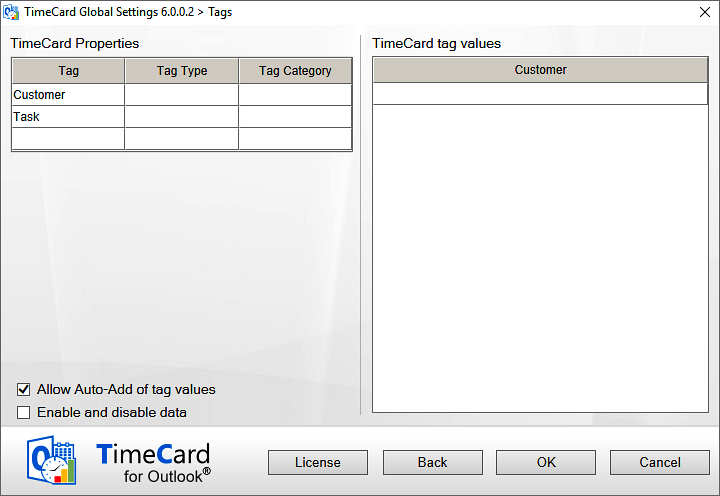 TimeCard Global Settings 6.0.0.2 > Tags
TimeCard Properties
Tag Tag Type Tag Category
Customer
Task
Allow Auto-Add of tag values
Enable and disable data
TimeCard tag values
Customer
TimeCard
for Outlook®
License Back OK Cancel